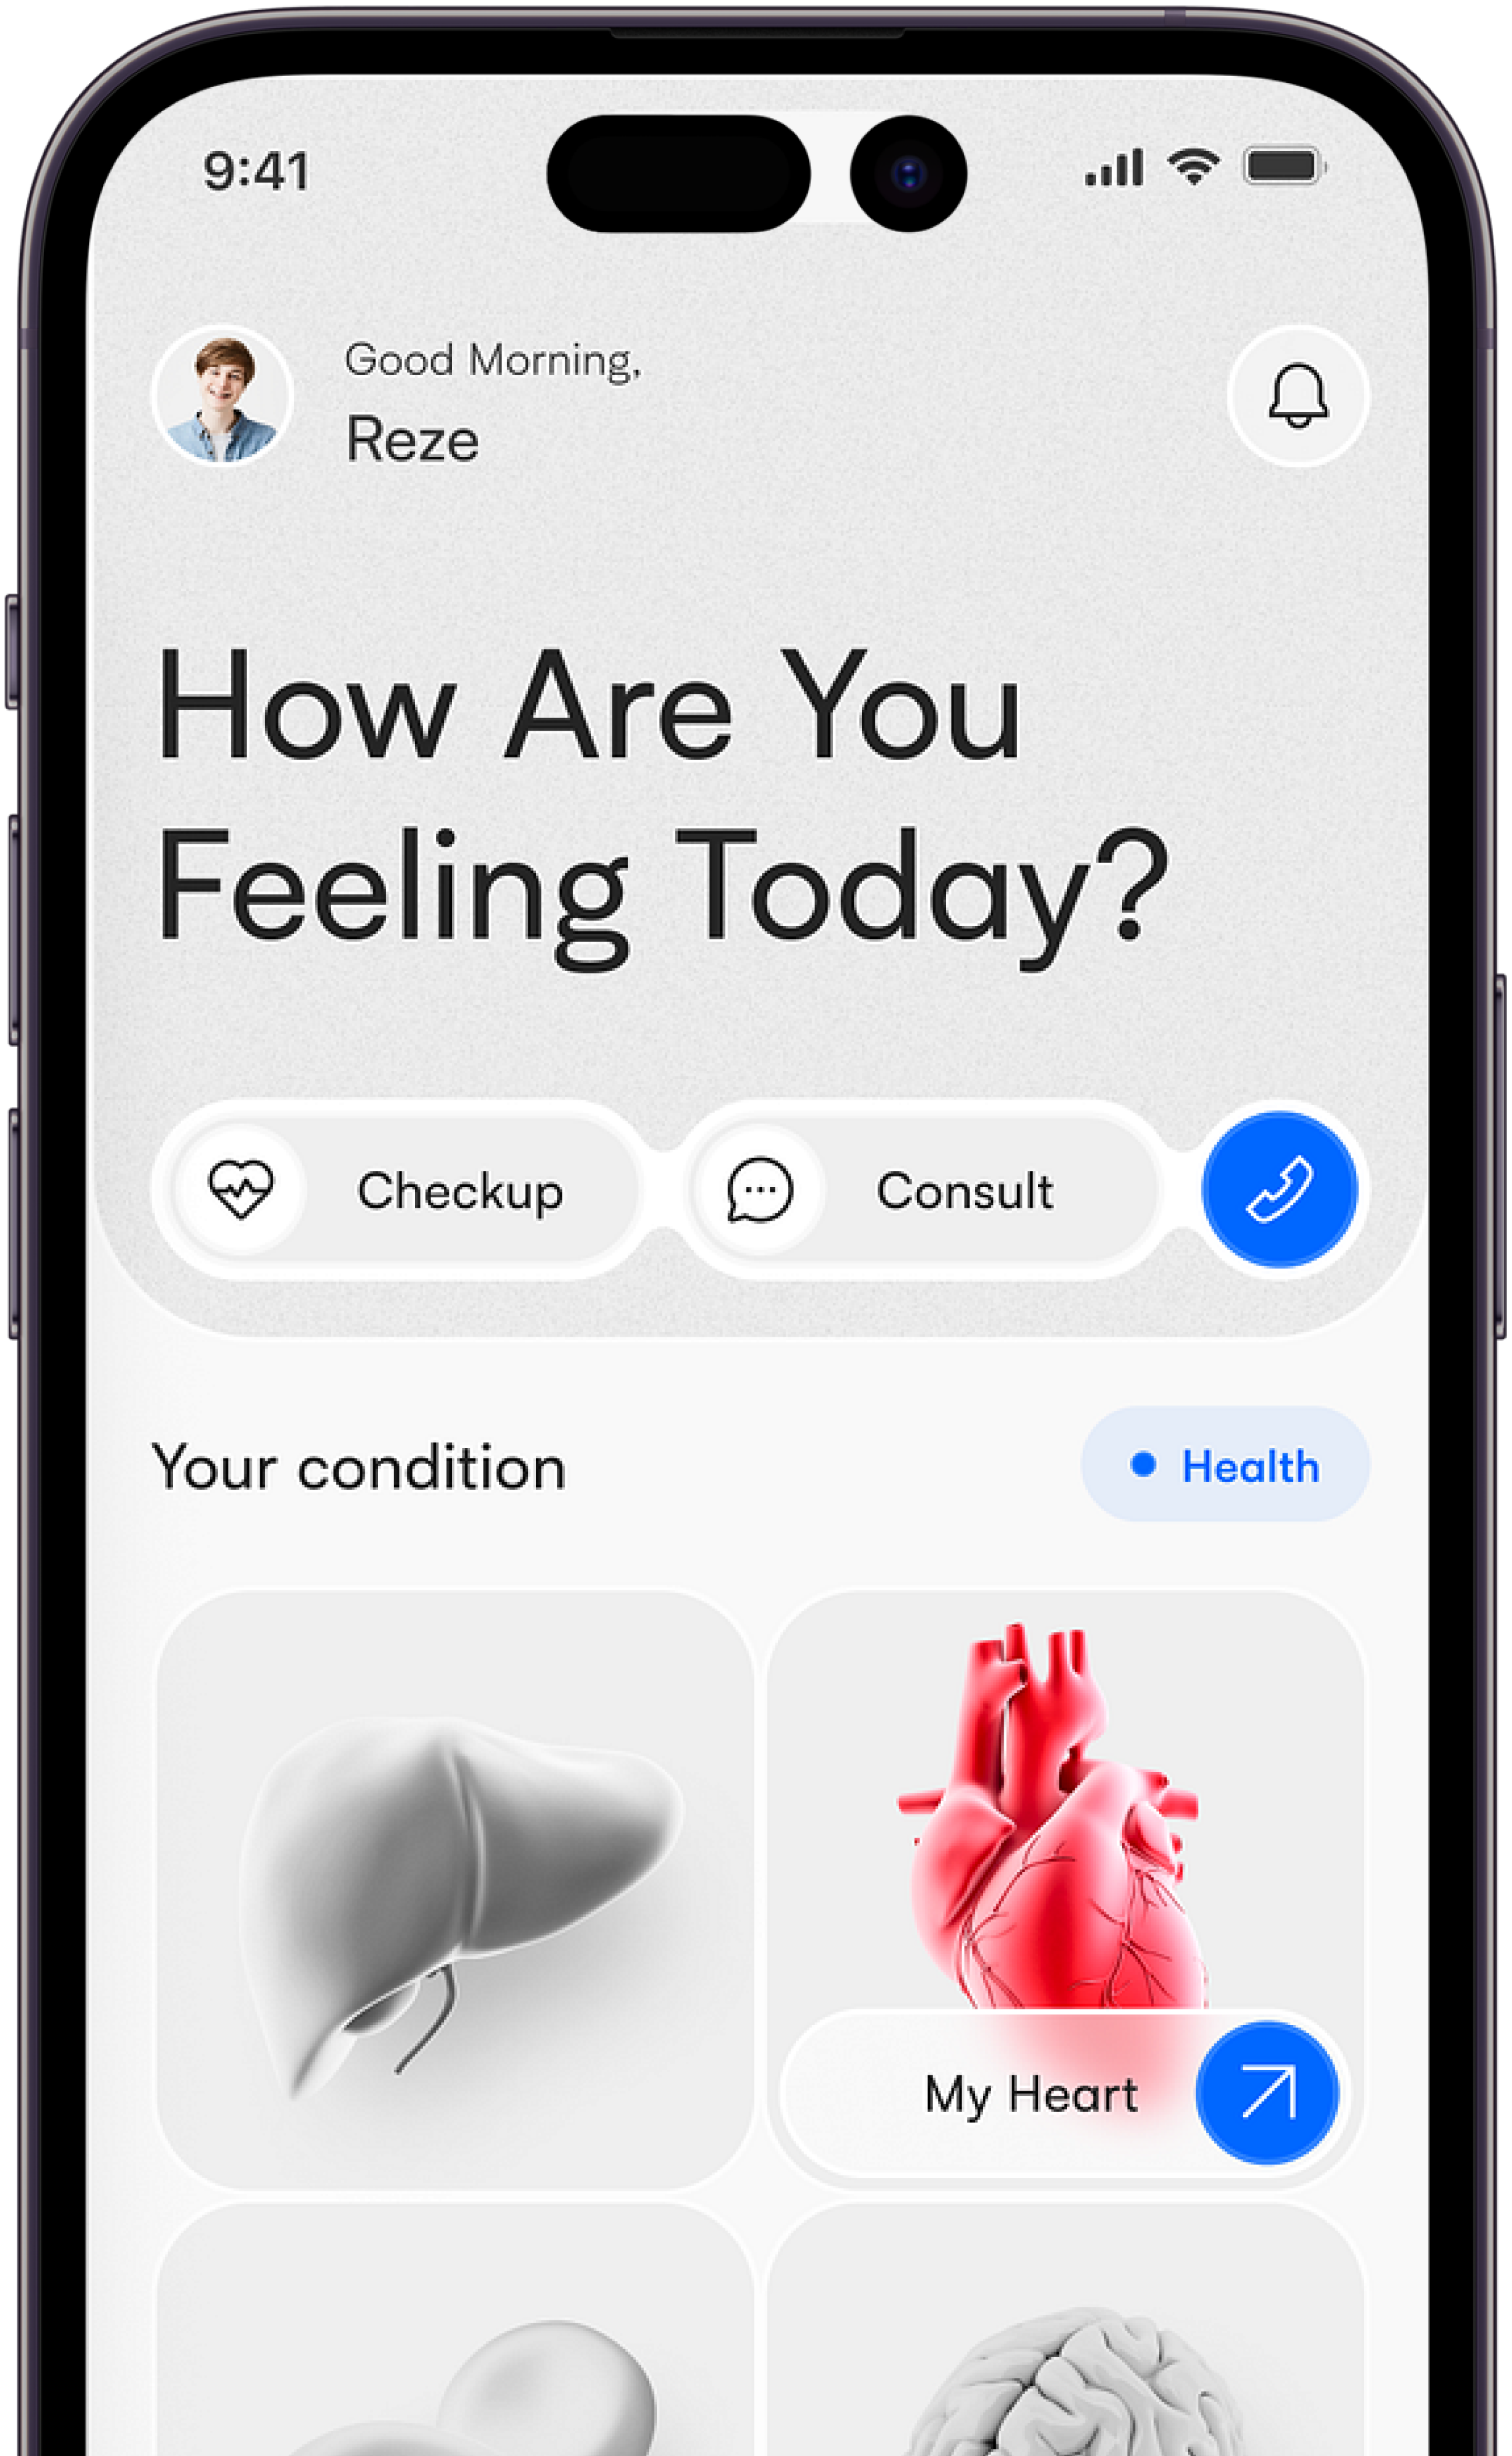 9:41
Good Morning,
Reze
How Are You
Feeling Today?
Checkup
Consult
Your condition
Health
My Heart